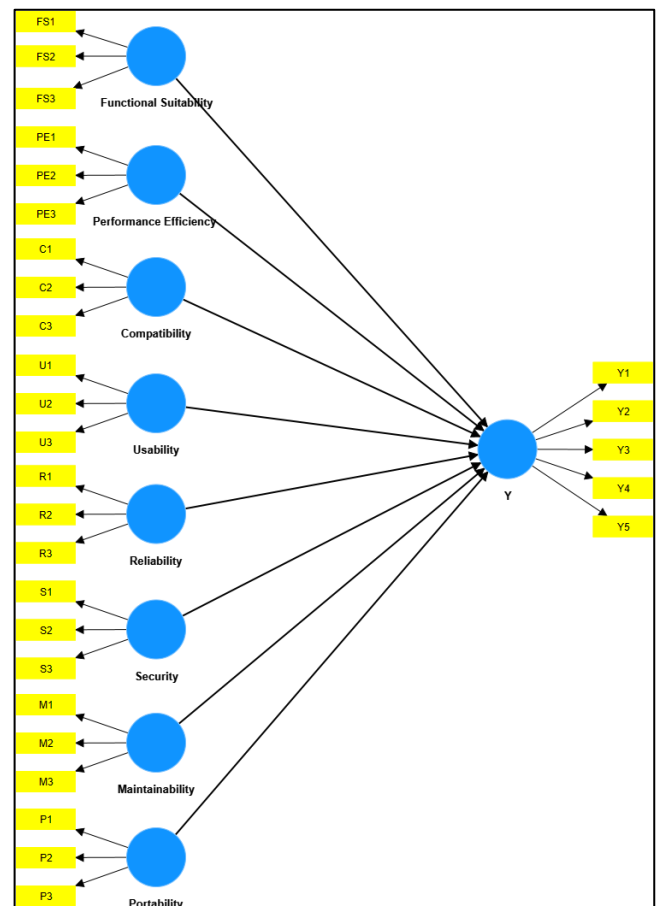 FS1
FS2
FS3
Functional Suitability
PE1
PE2
PE3
Performance Efficiency
C1
C2
C3
Compatibility
U1
U2
U3
Usability
R1
R2
R3
Reliability
S1
S2
S3
Security
M1
M2
M3
Maintainability
P1
P2
P3
Portability
Y
Y1
Y2
Y3
Y4
Y5